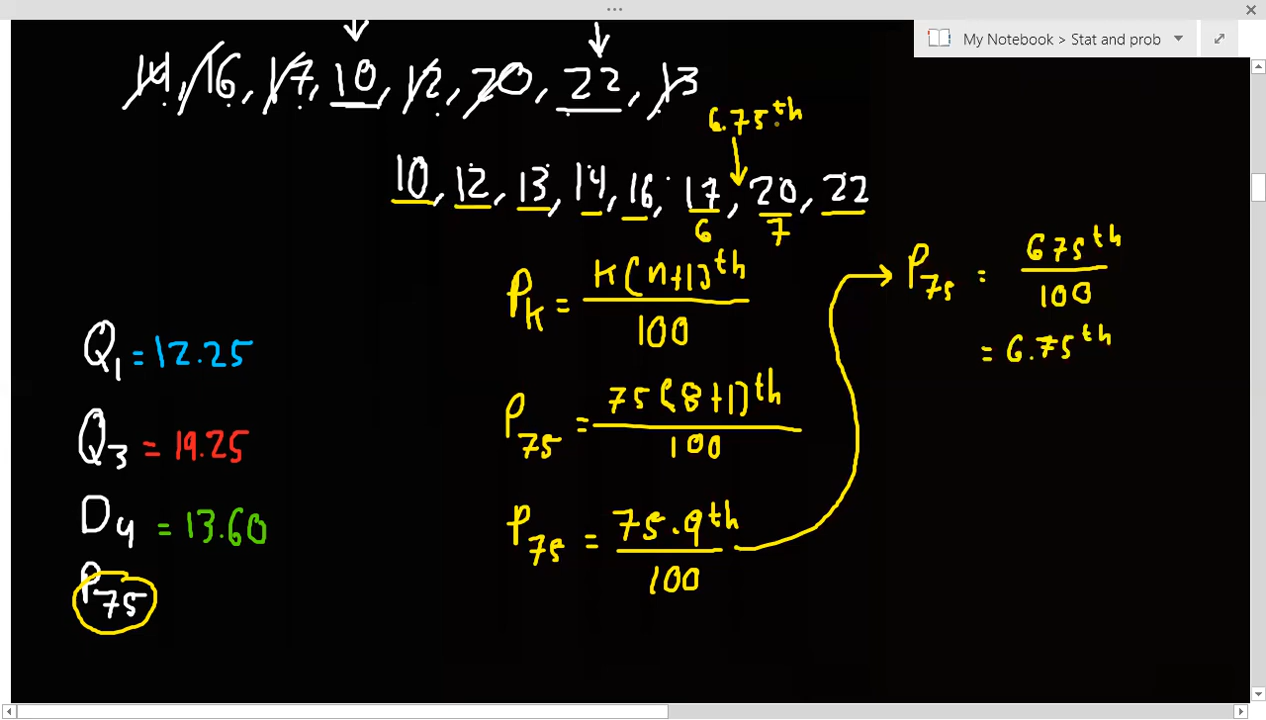 My Notebook > Stat and prob
14, 16, 17, 10, 12, 20, 22, 13
6.75th
10, 12, 13, 14, 16, 17, 20, 22
6 7
Pk = k(n+1)th
100
P75 = 75(8+1)th
100
P75 = 75.9th
100
P75 = 675th
100
= 6.75th
Q1 = 12.25
Q3 = 19.25
D4 = 13.60
P75